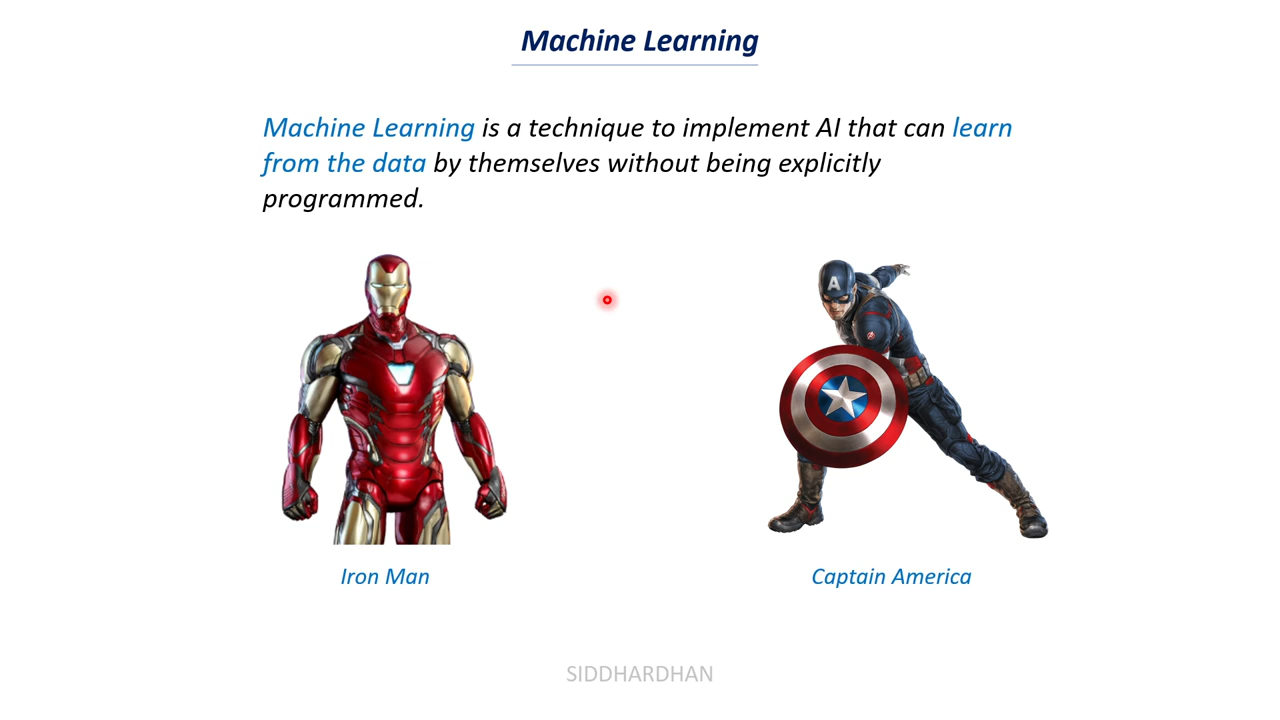 Machine Learning
Machine Learning is a technique to implement AI that can learn
from the data by themselves without being explicitly
programmed.
A
Iron Man
Captain America
SIDDHARDHAN